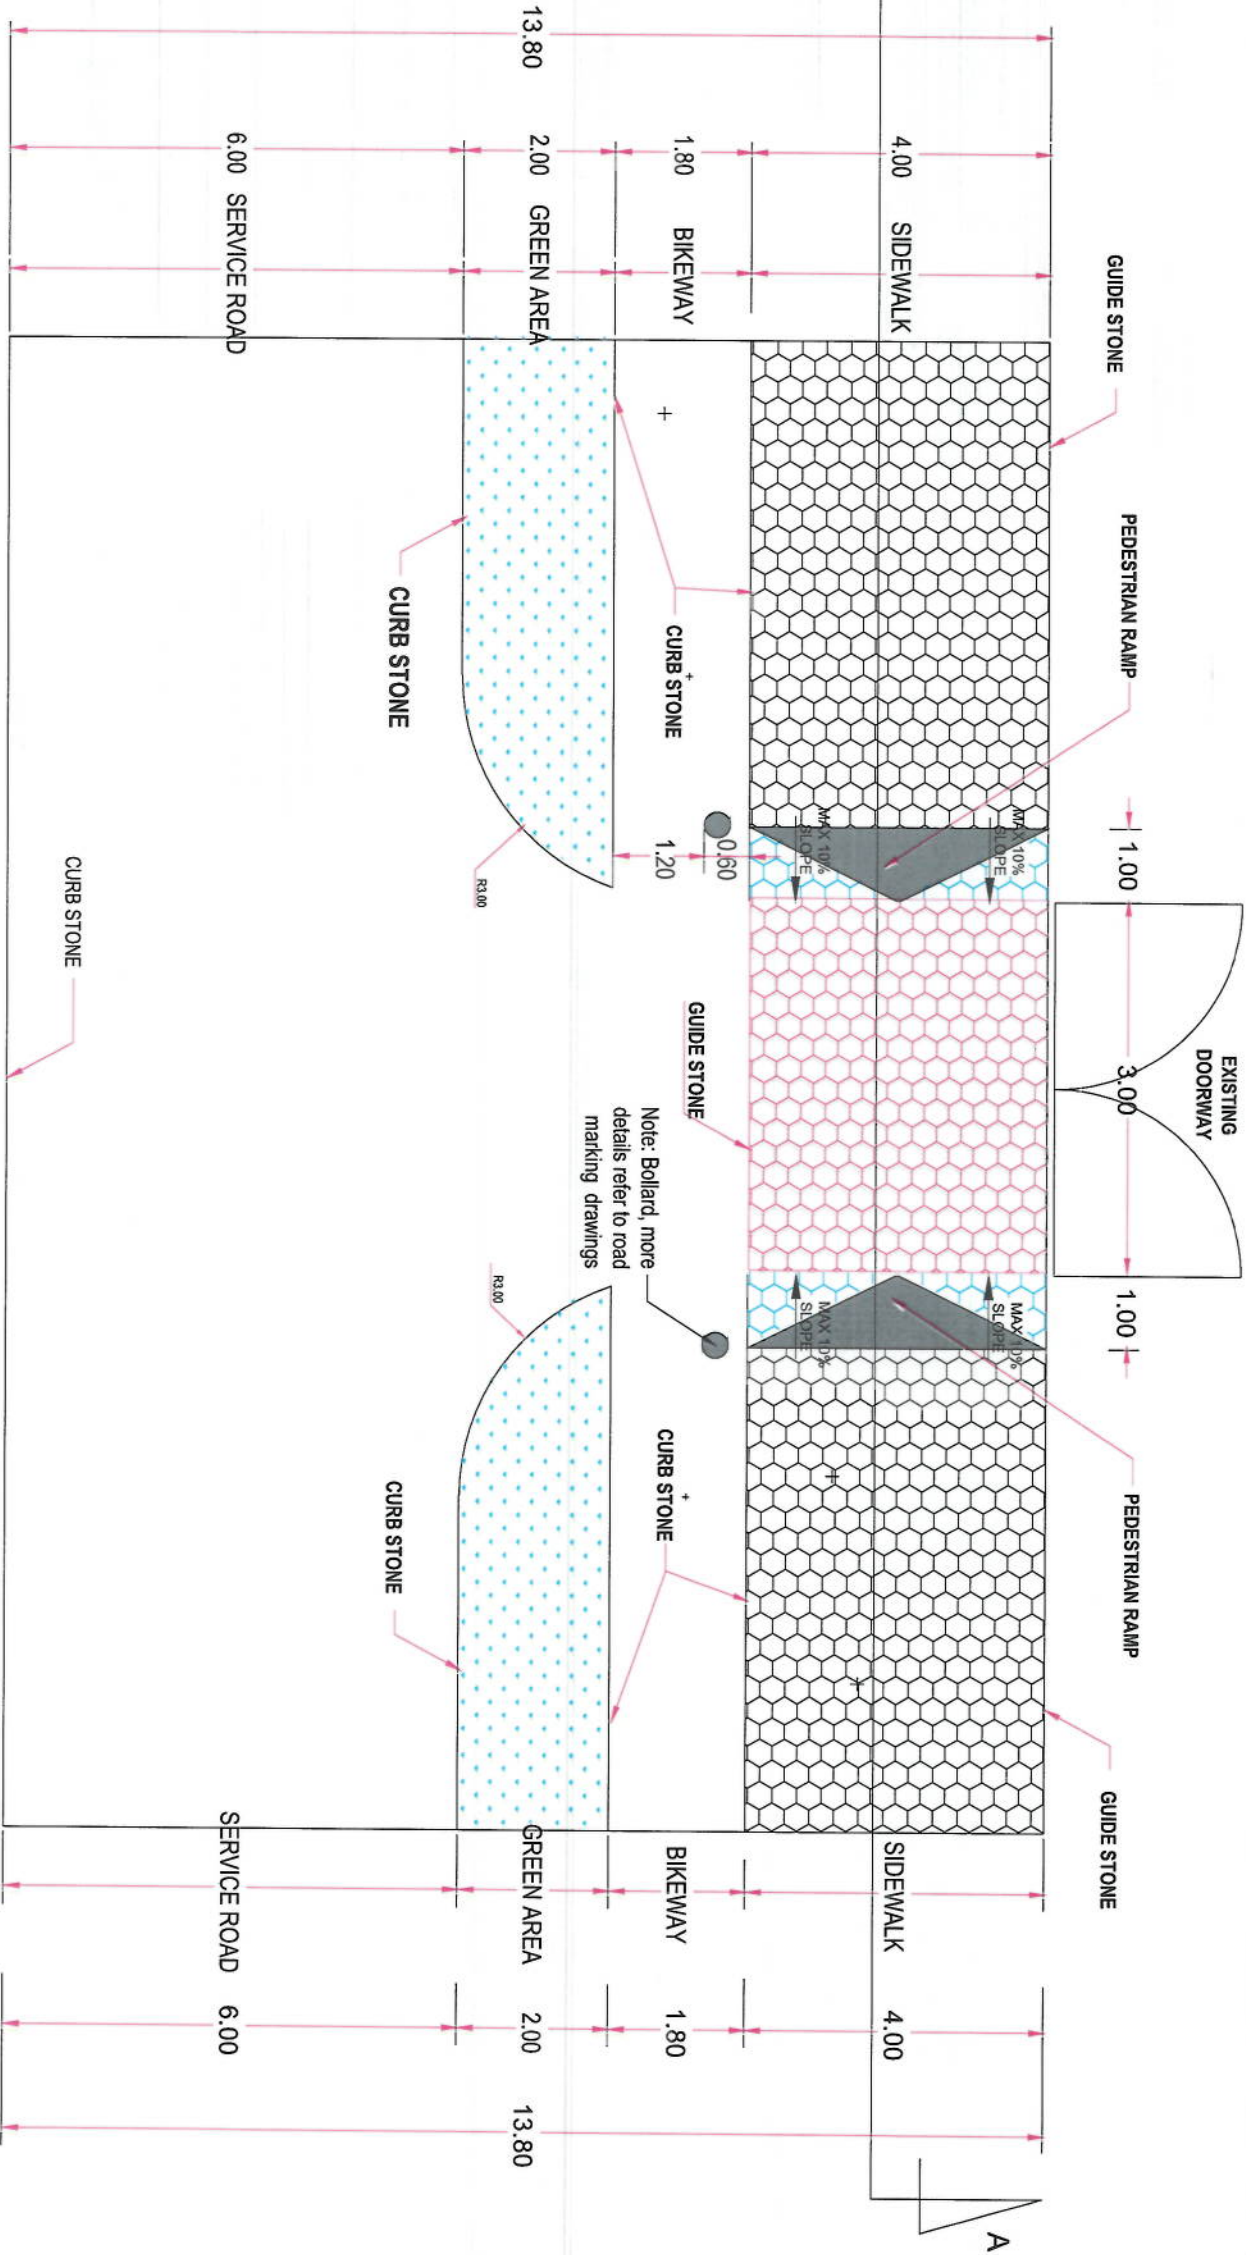 13.80
4.00 SIDEWALK
1.80 BIKEWAY
2.00 GREEN AREA
6.00 SERVICE ROAD
GUIDE STONE
PEDESTRIAN RAMP
1.00
3.00
EXISTING
DOORWAY
1.00
PEDESTRIAN RAMP
GUIDE STONE
MAX 10%
SLOPE
MAX 10%
SLOPE
MAX 10%
SLOPE
MAX 10%
SLOPE
CURB STONE
0.60
1.20
R3.00
CURB STONE
GUIDE STONE
Note: Bollard, more
details refer to road
marking drawings
R3.00
CURB STONE
CURB STONE
CURB STONE
SIDEWALK 4.00
BIKEWAY 1.80
GREEN AREA 2.00
SERVICE ROAD 6.00
13.80
A